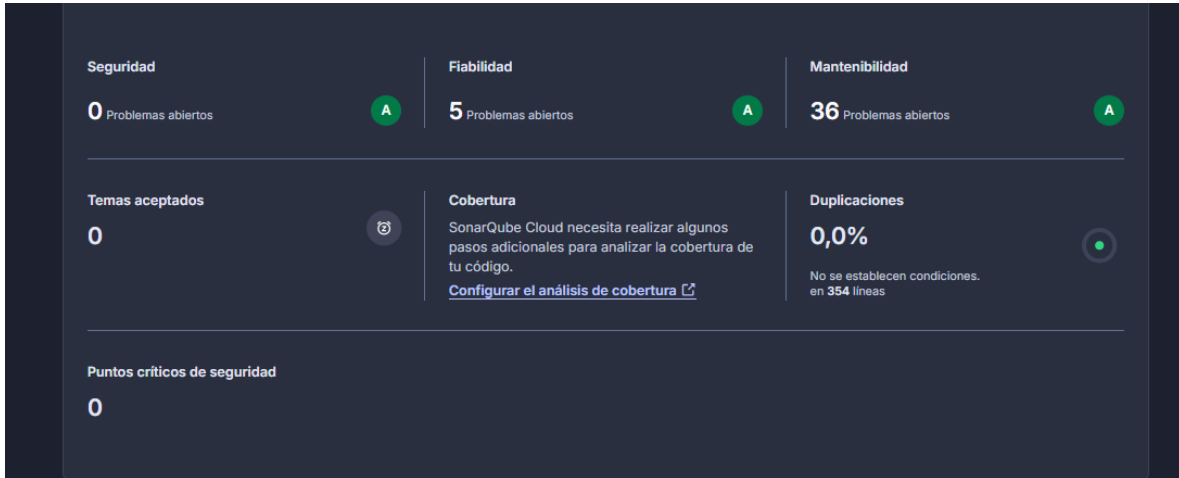 Seguridad
0 Problemas abiertos
A
Fiabilidad
5 Problemas abiertos
A
Mantenibilidad
36 Problemas abiertos
A
Temas aceptados
0
Cobertura
SonarQube Cloud necesita realizar algunos
pasos adicionales para analizar la cobertura de
tu código.
Configurar el análisis de cobertura
Duplicaciones
0,0%
No se establecen condiciones.
en 354 líneas
Puntos críticos de seguridad
0